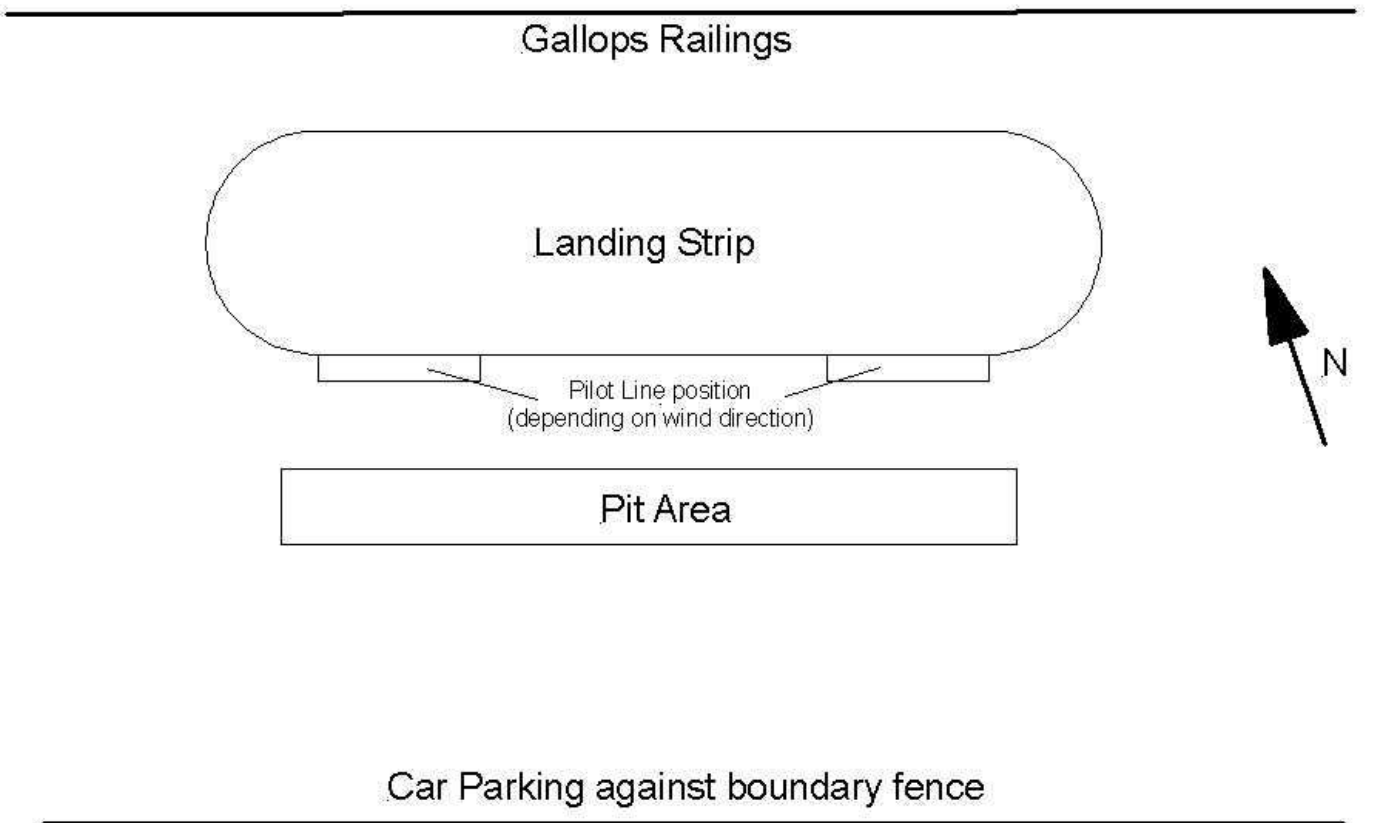 Gallops Railings
Landing Strip
N
Pilot Line position
(depending on wind direction)
Pit Area
Car Parking against boundary fence